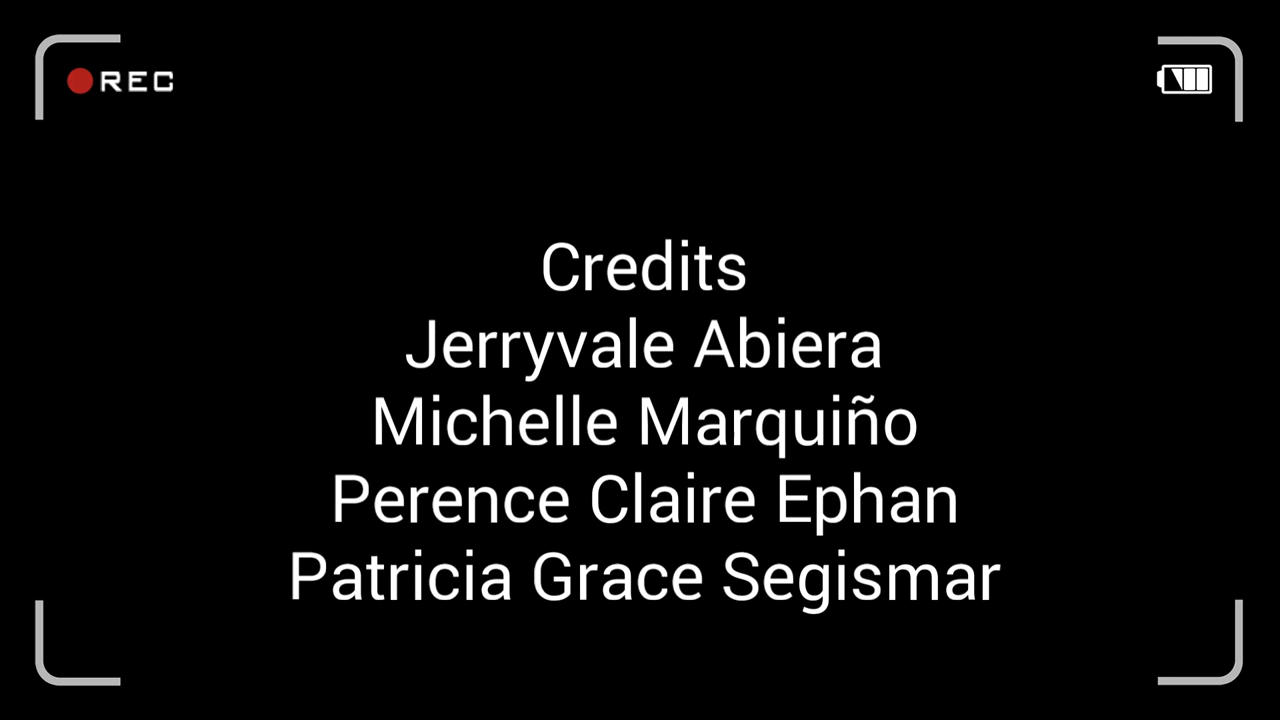 REC
Credits
Jerryvale Abiera
Michelle Marquiño
Perence Claire Ephan
Patricia Grace Segismar